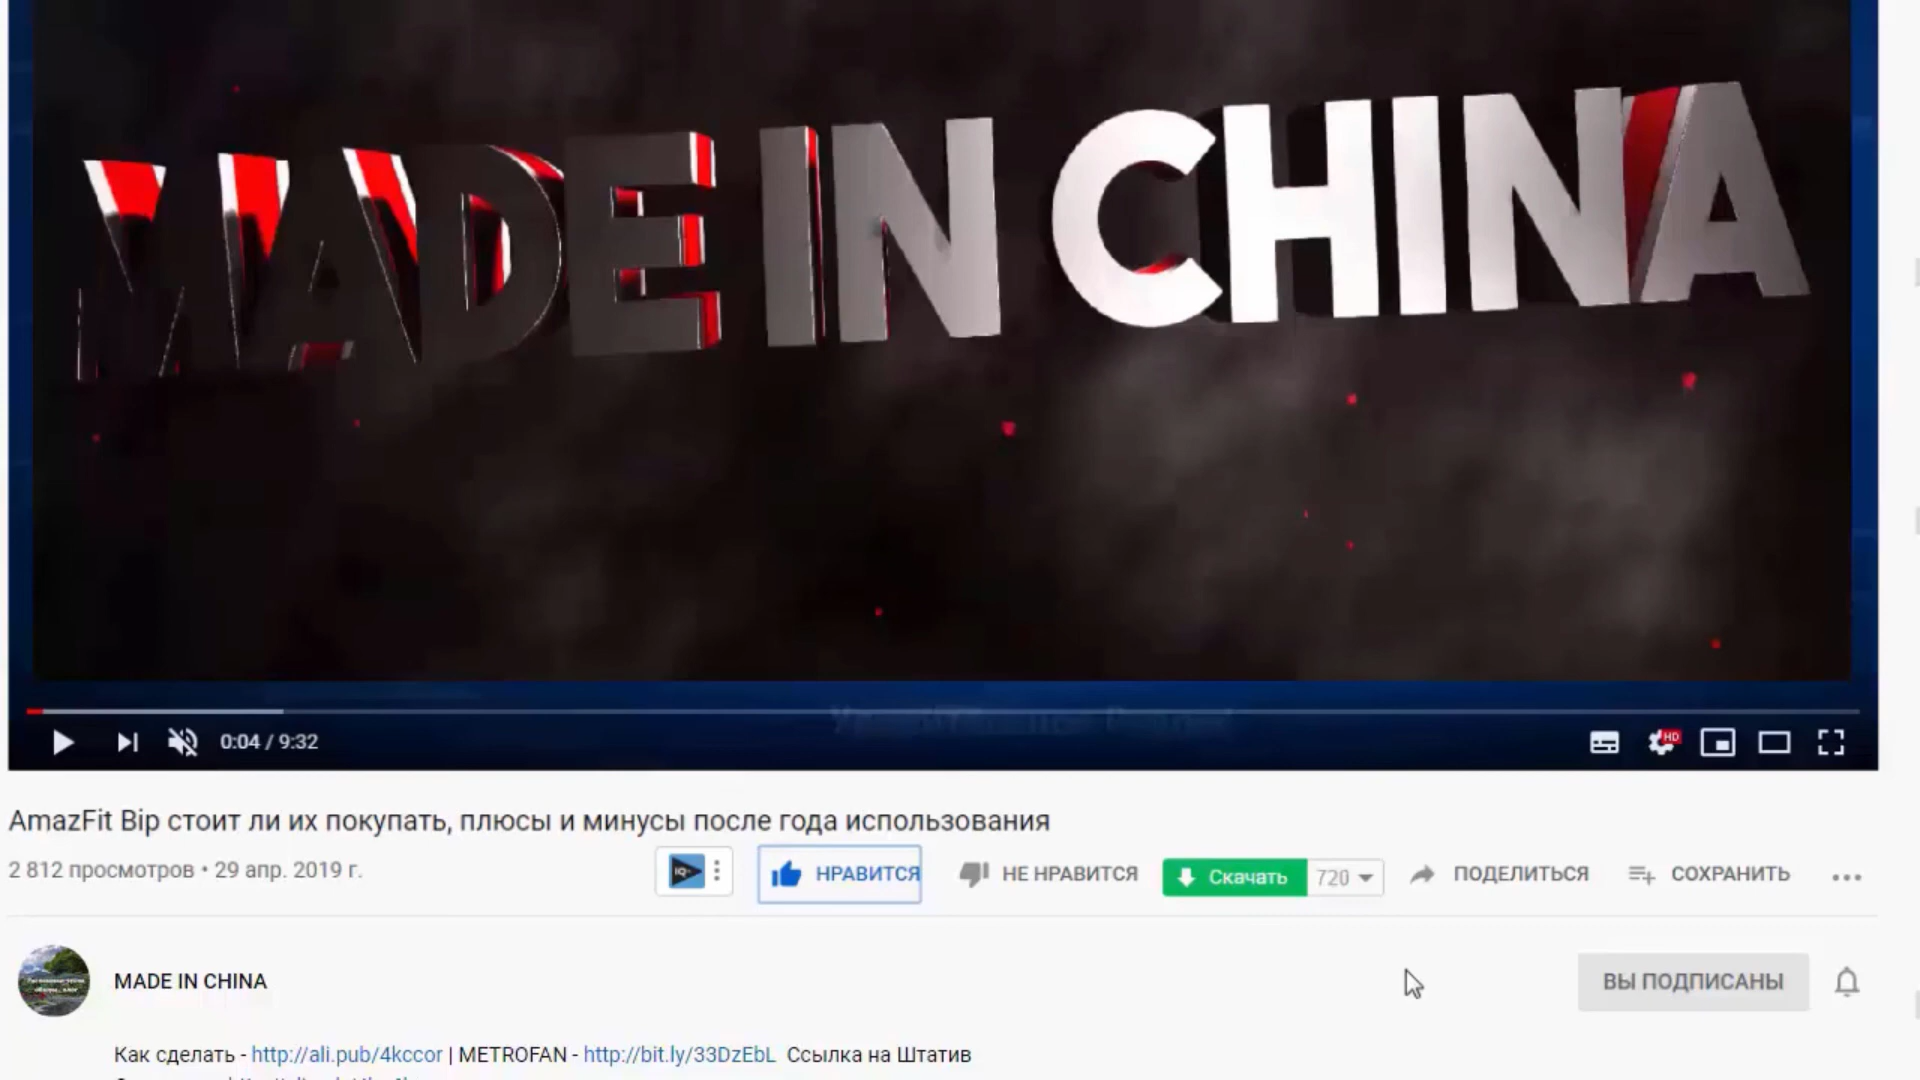 MADE IN CHINA
0:04 / 9:32
HD
AmazFit Bip стоит ли их покупать, плюсы и минусы после года использования
2 812 просмотров • 29 апр. 2019 г.
IQ
НРАВИТСЯ
НЕ НРАВИТСЯ
Скачать
720
ПОДЕЛИТЬСЯ
СОХРАНИТЬ
MADE IN CHINA
ВЫ ПОДПИСАНЫ
Как сделать - http://ali.pub/4kccor | METROFAN - http://bit.ly/33DzEbL Ссылка на Штатив